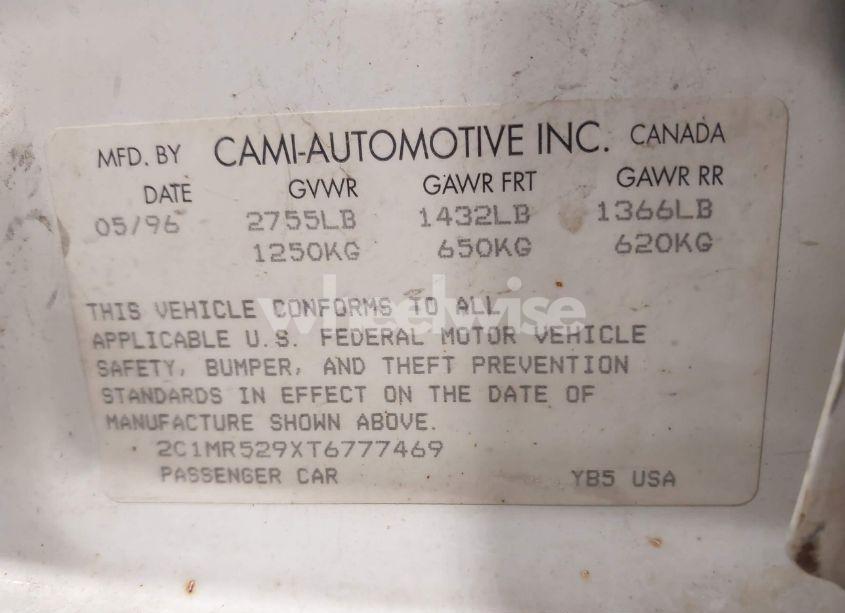 MFD. BY CAMI-AUTOMOTIVE INC. CANADA
DATE GVWR GAWR FRT GAWR RR
05/96 2755LB 1432LB 1366LB
1250KG 650KG 620KG
THIS VEHICLE CONFORMS TO ALL
wheelwise
APPLICABLE U.S. FEDERAL MOTOR VEHICLE
SAFETY, BUMPER, AND THEFT PREVENTION
STANDARDS IN EFFECT ON THE DATE OF
MANUFACTURE SHOWN ABOVE.
2C1MR529XT6777469
PASSENGER CAR YB5 USA